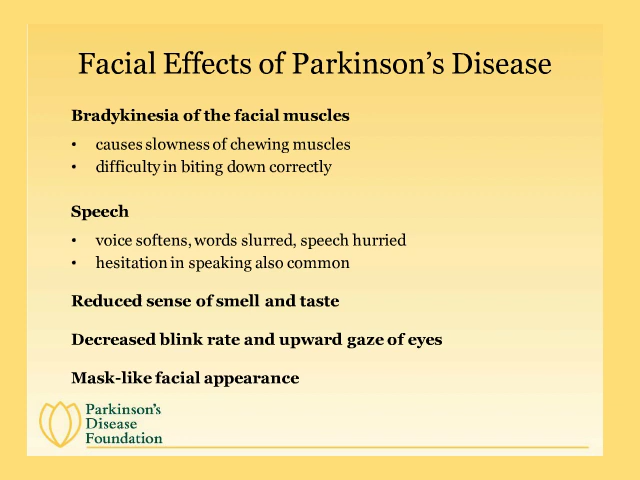 Facial Effects of Parkinson’s Disease
Bradykinesia of the facial muscles
• causes slowness of chewing muscles
• difficulty in biting down correctly
Speech
• voice softens, words slurred, speech hurried
• hesitation in speaking also common
Reduced sense of smell and taste
Decreased blink rate and upward gaze of eyes
Mask-like facial appearance
Parkinson’s
Disease
Foundation